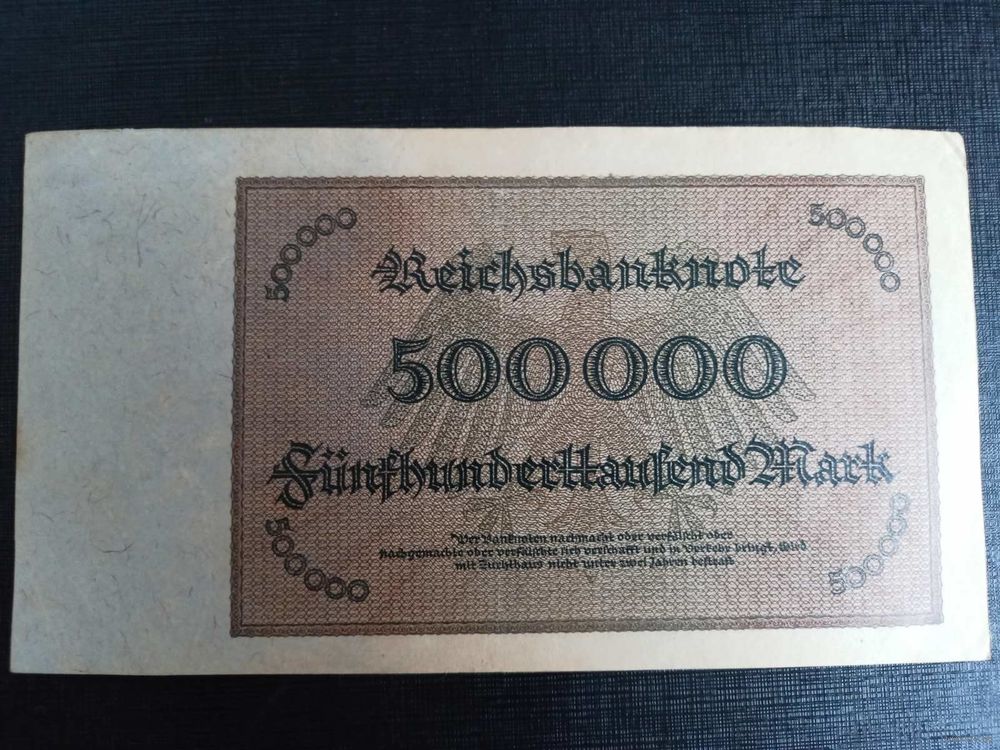 500000
500000
Reichsbanknote
500000
Fünfhunderttausend Mark
Wer Banknoten nachmacht oder verfälscht oder
nachgemachte oder verfälschte sich verschafft und in Verkehr bringt, wird
mit Zuchthaus nicht unter zwei Jahren bestraft
500000
500000